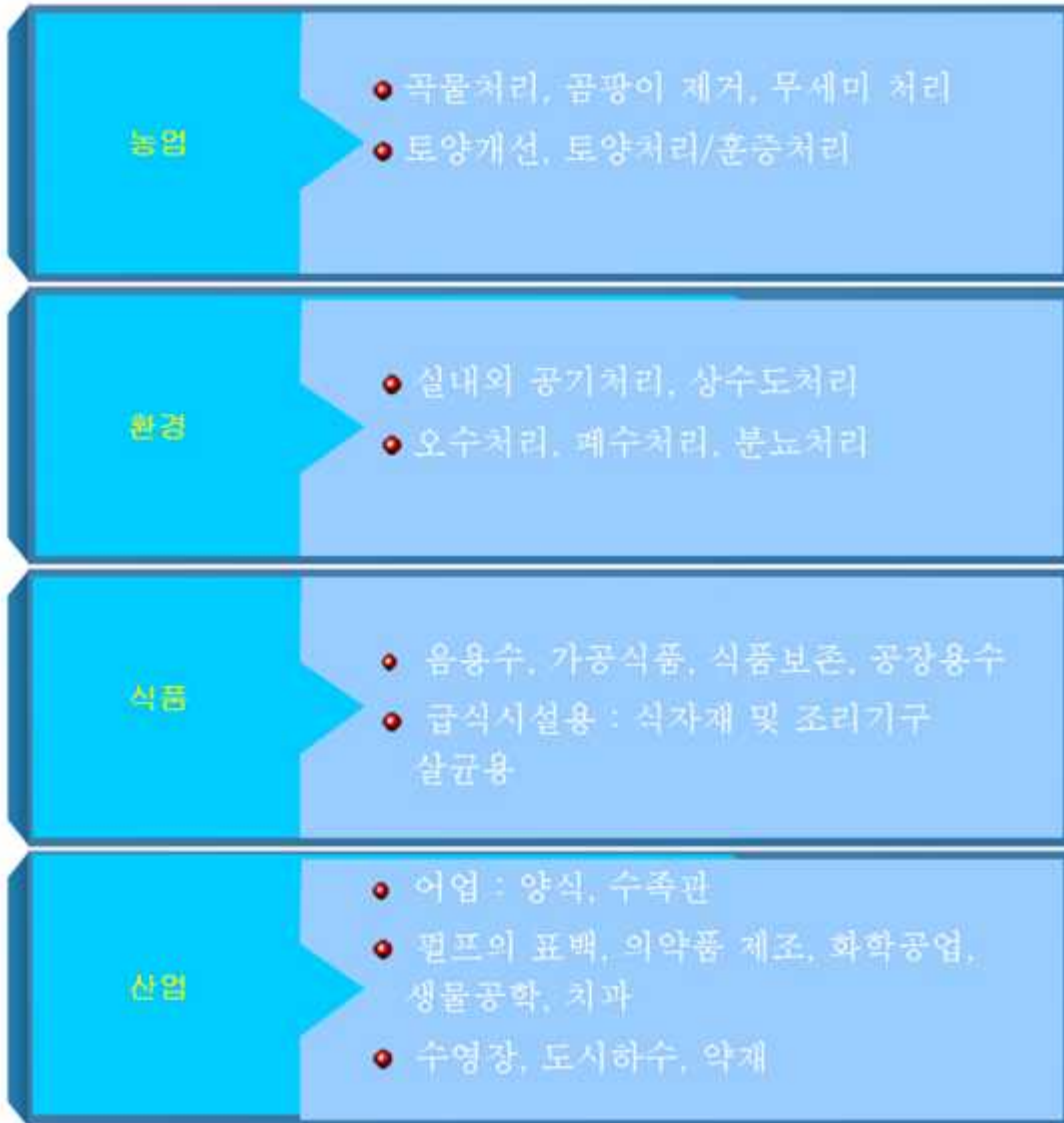 농업
곡물처리, 곰팡이 제거, 무세미 처리
토양개선, 토양처리/훈증처리
환경
실내외 공기처리, 상수도처리
오수처리, 폐수처리, 분뇨처리
식품
음용수, 가공식품, 식품보존, 공장용수
급식시설용 : 식자재 및 조리기구
살균용
산업
어업 : 양식, 수족관
펄프의 표백, 의약품 제조, 화학공업,
생물공학, 치과
수영장, 도시하수, 약재